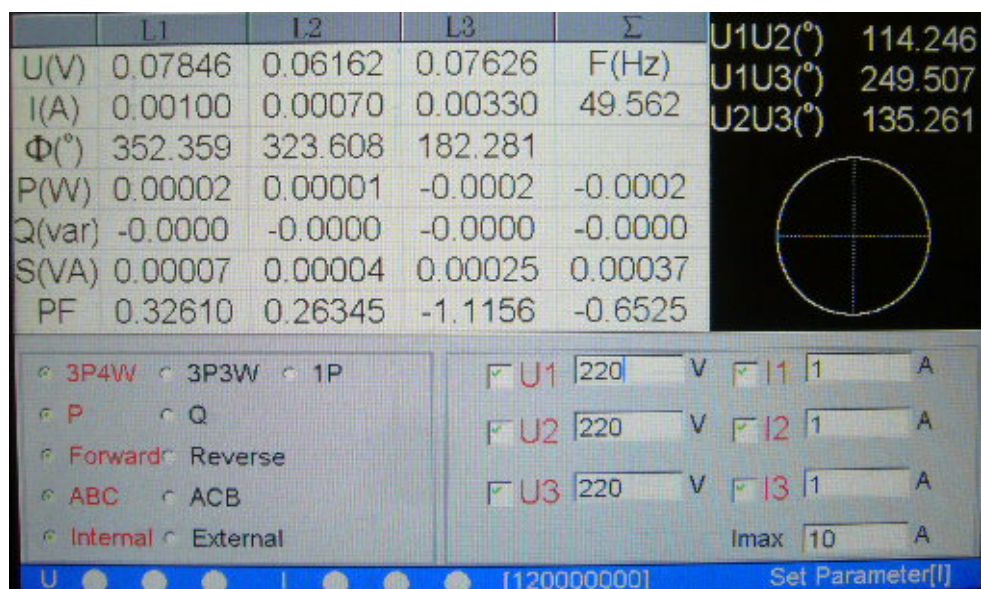 L1 L2 L3 Σ
U(V) 0.07846 0.06162 0.07626 F(Hz)
I(A) 0.00100 0.00070 0.00330 49.562
Φ(°) 352.359 323.608 182.281
P(W) 0.00002 0.00001 -0.0002 -0.0002
Q(var) -0.0000 -0.0000 -0.0000 -0.0000
S(VA) 0.00007 0.00004 0.00025 0.00037
PF 0.32610 0.26345 -1.1156 -0.6525
U1U2(°) 114.246
U1U3(°) 249.507
U2U3(°) 135.261
3P4W 3P3W 1P
P Q
Forward Reverse
ABC ACB
Internal External
U1 220 V I1 1 A
U2 220 V I2 1 A
U3 220 V I3 1 A
Imax 10 A
U I [120000000] Set Parameter[I]